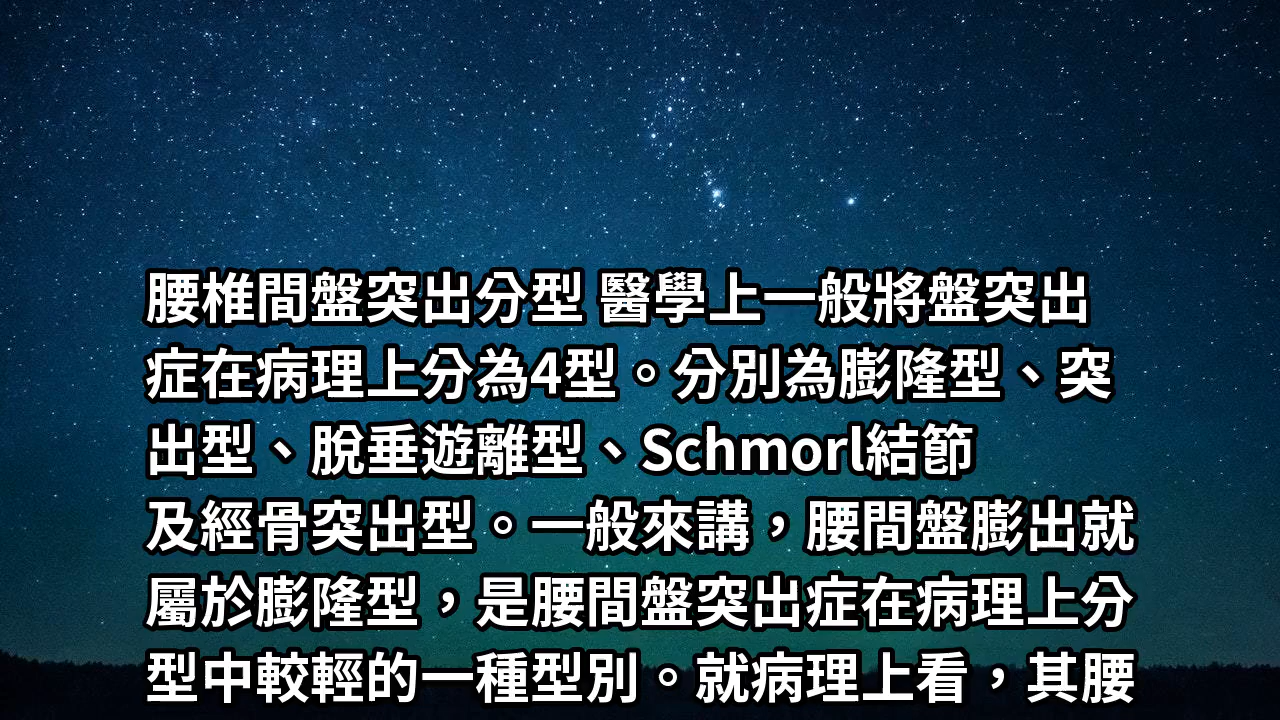 腰椎間盤突出分型 醫學上一般將盤突出
症在病理上分為4型。分別為膨隆型、突
出型、脫垂遊離型、Schmorl結節
及經骨突出型。一般來講，腰間盤膨出就
屬於膨隆型，是腰間盤突出症在病理上分
型中較輕的一種型別。就病理上看，其腰